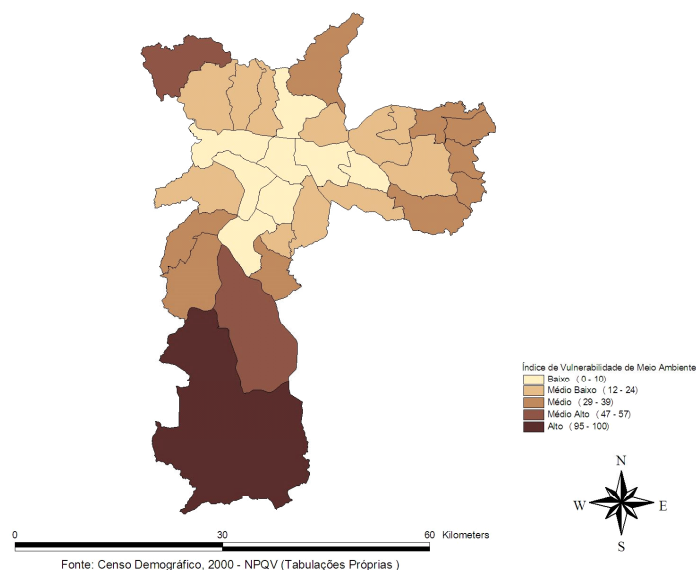 Índice de Vulnerabilidade de Meio Ambiente
Baixo ( 0 - 10)
Médio Baixo ( 12 - 24)
Médio ( 29 - 39)
Médio Alto ( 47 - 57)
Alto ( 95 - 100)
N
W E
S
0 30 60 Kilometers
Fonte: Censo Demográfico, 2000 - NPQV (Tabulações Próprias )